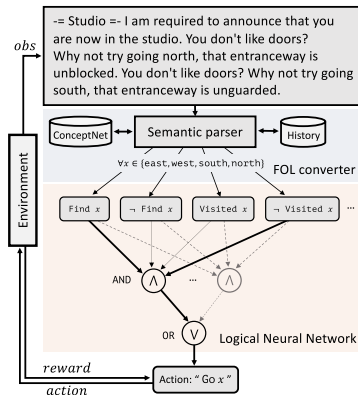 -= Studio =- I am required to announce that you
are now in the studio. You don't like doors?
Why not try going north, that entranceway is
unblocked. You don't like doors? Why not try going
south, that entranceway is unguarded.
obs
ConceptNet
Semantic parser
History
∀x ∈ {east, west, south, north}
FOL converter
Environment
Find x
¬ Find x
Visited x
¬ Visited x
...
AND
∧
...
∧
OR
∨
Logical Neural Network
reward
action
Action: " Go x "